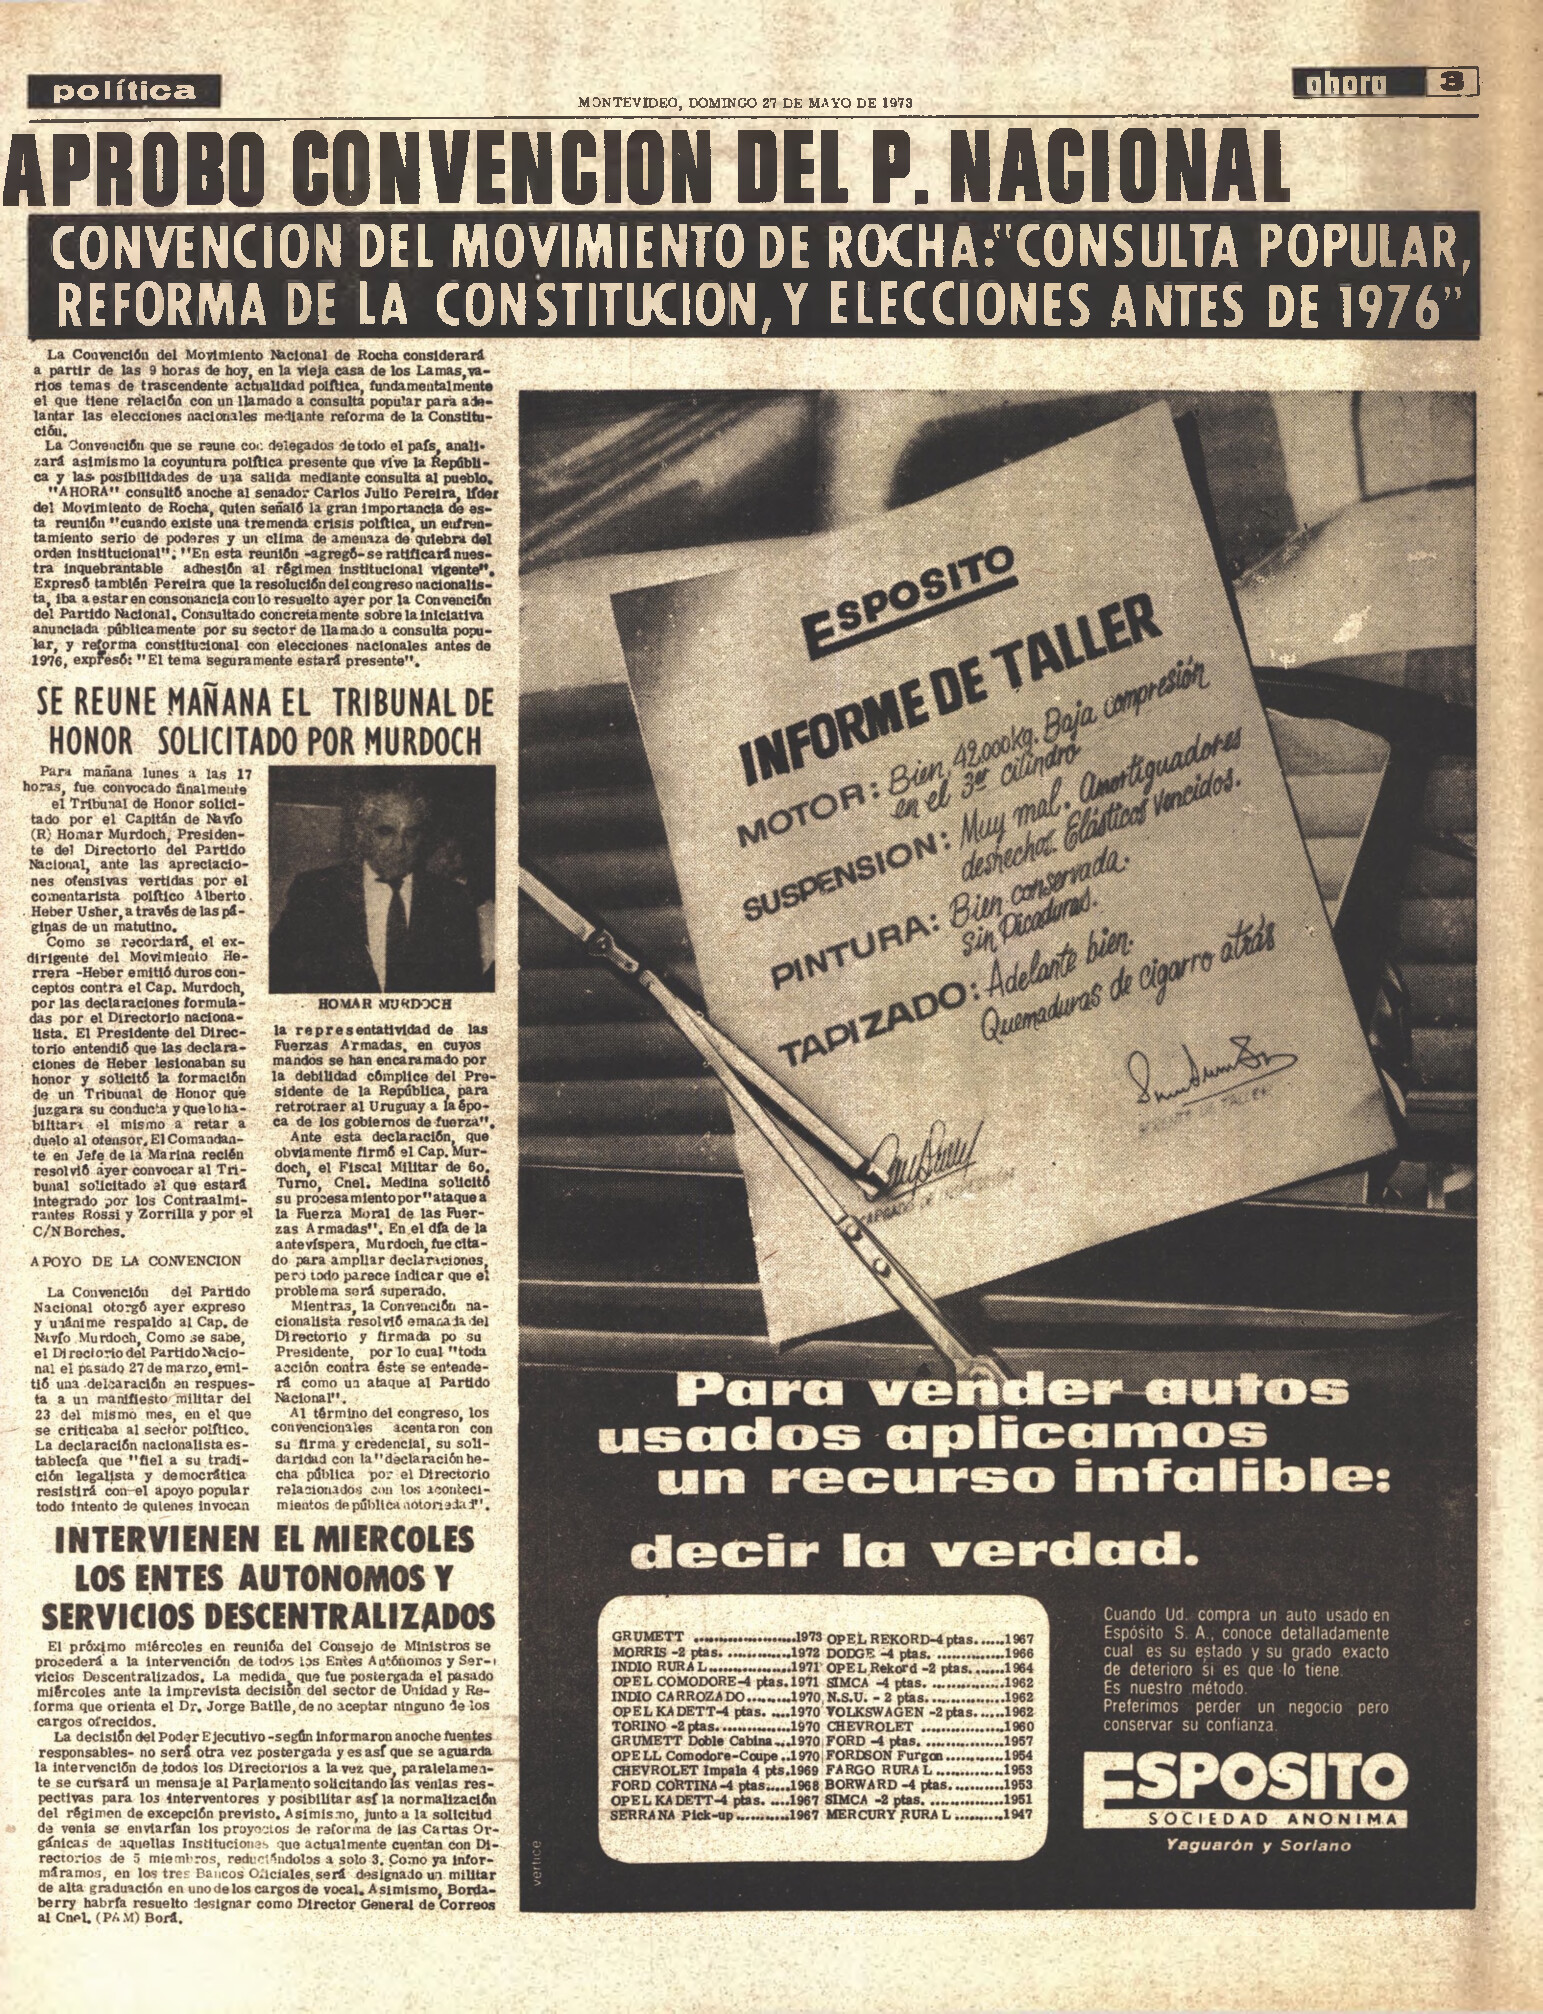 política
MONTEVIDEO, DOMINGO 27 DE MAYO DE 1973
ahora 3
APROBO CONVENCION DEL P. NACIONAL
CONVENCION DEL MOVIMIENTO DE ROCHA: "CONSULTA POPULAR,
REFORMA DE LA CONSTITUCION, Y ELECCIONES ANTES DE 1976"
La Convención del Movimiento Nacional de Rocha considerará
a partir de las 9 horas de hoy, en la vieja casa de los Lamas, va-
rios temas de trascendente actualidad política, fundamentalmente
el que tiene relación con un llamado a consulta popular para ade-
lantar las elecciones nacionales mediante reforma de la Constitu-
ción.
La Convención que se reune con delegados de todo el país, anali-
zará asimismo la coyuntura política presente que vive la Repúbli-
ca y las posibilidades de una salida mediante consulta al pueblo.
"AHORA" consultó anoche al senador Carlos Julio Pereira, líder
del Movimiento de Rocha, quien señaló la gran importancia de es-
ta reunión "cuando existe una tremenda crisis política, un enfren-
tamiento serio de poderes y un clima de amenaza de quiebra del
orden institucional". "En esta reunión -agregó- se ratificará nues-
tra inquebrantable adhesión al régimen institucional vigente".
Expresó también Pereira que la resolución del congreso nacionalis-
ta, iba a estar en consonancia con lo resuelto ayer por la Convención
del Partido Nacional. Consultado concretamente sobre la iniciativa
anunciada públicamente por su sector de llamado a consulta popu-
lar, y reforma constitucional con elecciones nacionales antes de
1976, expresó: "El tema seguramente estará presente".
SE REUNE MAÑANA EL TRIBUNAL DE
HONOR SOLICITADO POR MURDOCH
Para mañana lunes a las 17
horas, fue convocado finalmente
el Tribunal de Honor solici-
tado por el Capitán de Navío
(R) Homar Murdoch, Presiden-
te del Directorio del Partido
Nacional, ante las apreciacio-
nes ofensivas vertidas por el
comentarista político Alberto
Heber Usher, a través de las pá-
ginas de un matutino.
Como se recordará, el ex-
dirigente del Movimiento He-
rrera -Heber emitió duros con-
ceptos contra el Cap. Murdoch,
por las declaraciones formula-
das por el Directorio naciona-
lista. El Presidente del Direc-
torio entendió que las declara-
ciones de Heber lesionaban su
honor y solicitó la formación
de un Tribunal de Honor que
juzgara su conducta y que lo ha-
bilitara el mismo a retar a
duelo al ofensor. El Comandan-
te en Jefe de la Marina recién
resolvió ayer convocar al Tri-
bunal solicitado el que estará
integrado por los Contraalmi-
rantes Rossi y Zorrilla y por el
C/N Borches.
APOYO DE LA CONVENCION
La Convención del Partido
Nacional otorgó ayer expreso
y unánime respaldo al Cap. de
Navío Murdoch. Como se sabe,
el Directorio del Partido Nacio-
nal el pasado 27 de marzo, emi-
tió una delcaración en respues-
ta a un manifiesto militar del
23 del mismo mes, en el que
se criticaba al sector político.
La declaración nacionalista es-
tablecía que "fiel a su tradi-
ción legalista y democrática
resistirá con el apoyo popular
todo intento de quienes invocan
HOMAR MURDOCH
la representatividad de las
Fuerzas Armadas, en cuyos
mandos se han encaramado por
la debilidad cómplice del Pre-
sidente de la República, para
retrotraer al Uruguay a la épo-
ca de los gobiernos de fuerza".
Ante esta declaración, que
obviamente firmó el Cap. Mur-
doch, el Fiscal Militar de 6o.
Turno, Cnel. Medina solicitó
su procesamiento por "ataque a
la Fuerza Moral de las Fuer-
zas Armadas". En el día de la
antevíspera, Murdoch, fue cita-
do para ampliar declaraciones,
pero todo parece indicar que el
problema será superado.
Mientras, la Convención na-
cionalista resolvió emanada del
Directorio y firmada po su
Presidente, por lo cual "toda
acción contra éste se entende-
rá como un ataque al Partido
Nacional".
Al término del congreso, los
convencionales acentaron con
su firma y credencial, su soli-
daridad con la "declaración he-
cha pública por el Directorio
relacionados con los aconteci-
mientos de pública notoriedad".
INTERVIENEN EL MIERCOLES
LOS ENTES AUTONOMOS Y
SERVICIOS DESCENTRALIZADOS
El próximo miércoles en reunión del Consejo de Ministros se
procederá a la intervención de todos los Entes Autónomos y Ser-
vicios Descentralizados. La medida, que fue postergada el pasado
miércoles ante la imprevista decisión del sector de Unidad y Re-
forma que orienta el Dr. Jorge Batlle, de no aceptar ninguno de los
cargos ofrecidos.
La decisión del Poder Ejecutivo -según informaron anoche fuentes
responsables- no será otra vez postergada y es así que se aguarda
la intervención de todos los Directorios a la vez que, paralelamen-
te se cursará un mensaje al Parlamento solicitando las venias res-
pectivas para los interventores y posibilitar así la normalización
del régimen de excepción previsto. Asimismo, junto a la solicitud
de venia se enviarían los proyectos de reforma de las Cartas Or-
gánicas de aquellas Instituciones que actualmente cuentan con Di-
rectorios de 5 miembros, reduciéndolos a solo 3. Como ya infor-
máramos, en los tres Bancos Oficiales será designado un militar
de alta graduación en uno de los cargos de vocal. Asimismo, Borda-
berry habría resuelto designar como Director General de Correos
al Cnel. (PAM) Borá.
ESPOSITO
INFORME DE TALLER
MOTOR: Bien, 42.000 kg. Baja compresión
en el 3er cilindro
SUSPENSION: Muy mal. Amortiguadores
deshechos. Elásticos vencidos.
PINTURA: Bien conservada.
Sin Picaduras.
TAPIZADO: Adelante bien.
Quemaduras de cigarro atrás
GERENTE DE TALLER
Para vender autos
usados aplicamos
un recurso infalible:
decir la verdad.
GRUMETT ....................1973
MORRIS -2 ptas. ............1972
INDIO RURAL................1971
OPEL COMODORE-4 ptas. 1971
INDIO CARROZADO........1970
OPEL KADETT-4 ptas. ....1970
TORINO -2 ptas. ............1970
GRUMETT Doble Cabina ..1970
OPELL Comodore-Coupe ..1970
CHEVROLET Impala 4 pts.1969
FORD CORTINA-4 ptas.....1968
OPEL KADETT-4 ptas. ....1967
SERRANA Pick-up..........1967
OPEL REKORD-4 ptas.....1967
DODGE -4 ptas. ............1966
OPEL Rekord -2 ptas.......1964
SIMCA -4 ptas. ............1962
N.S.U. - 2 ptas. ............1962
VOLKSWAGEN -2 ptas.....1962
CHEVROLET ................1960
FORD -4 ptas. ..............1957
FORDSON Furgon..........1954
FARGO RURAL ............1953
BORWARD -4 ptas..........1953
SIMCA -2 ptas. ............1951
MERCURY RURAL ........1947
Cuando Ud. compra un auto usado en
Espósito S. A., conoce detalladamente
cual es su estado y su grado exacto
de deterioro si es que lo tiene.
Es nuestro método.
Preferimos perder un negocio pero
conservar su confianza.
ESPOSITO
SOCIEDAD ANONIMA
Yaguarón y Soriano
vertice